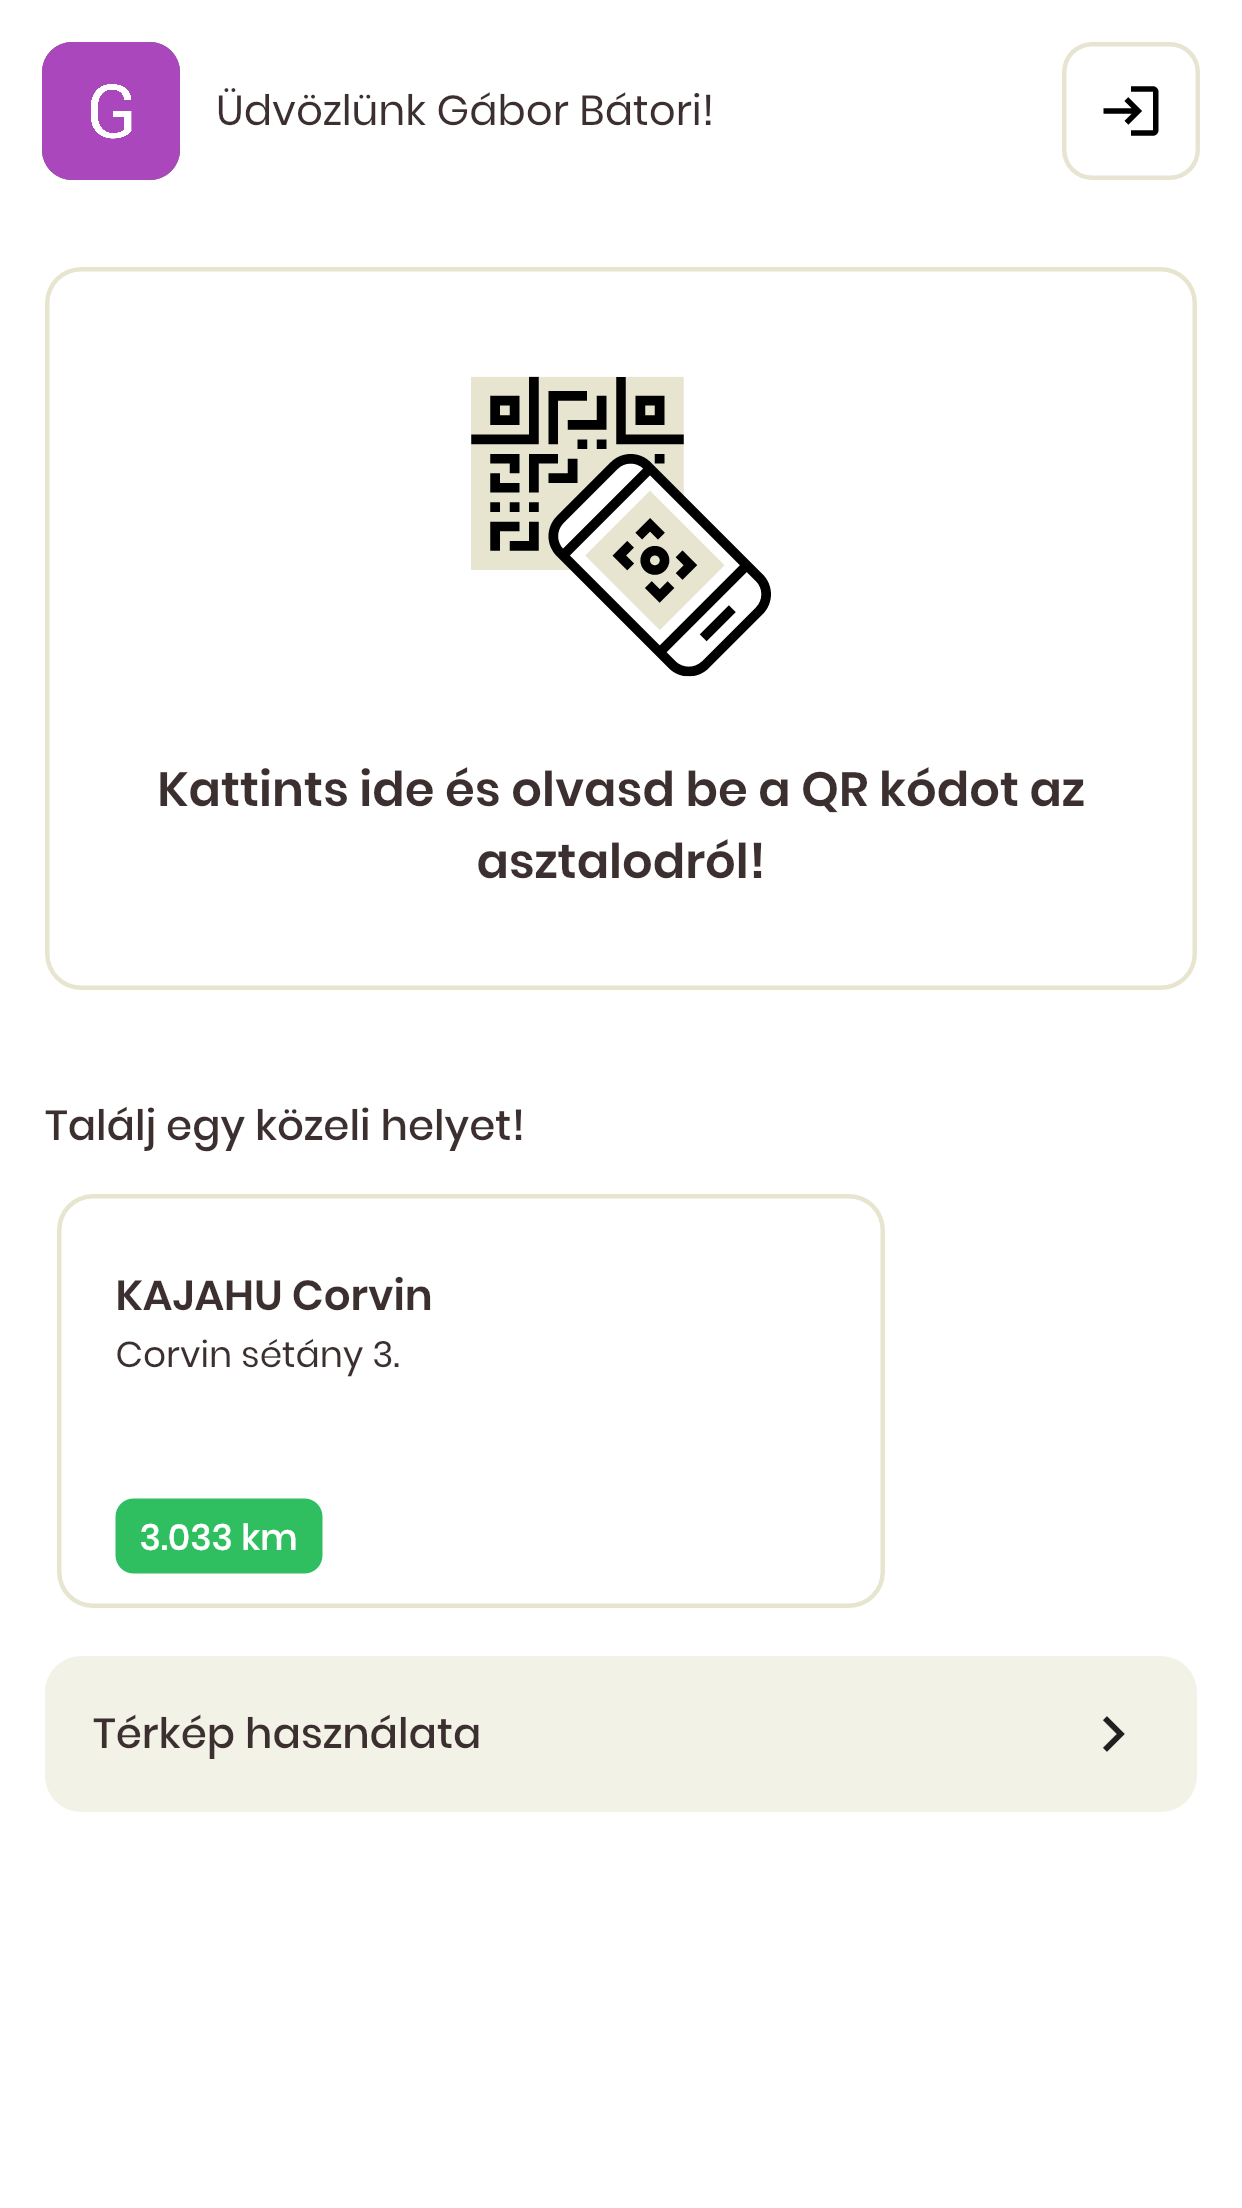 G
Üdvözlünk Gábor Bátori!
Kattints ide és olvasd be a QR kódot az
asztalodról!
Találj egy közeli helyet!
KAJAHU Corvin
Corvin sétány 3.
3.033 km
Térkép használata